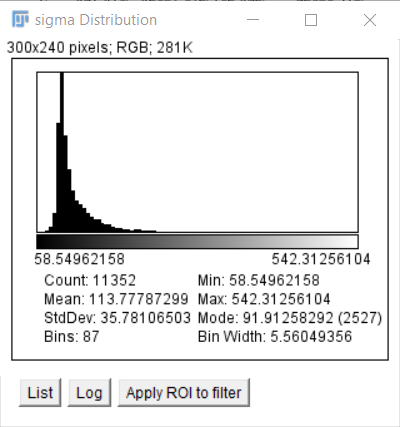 sigma Distribution
300x240 pixels; RGB; 281K
58.54962158 542.31256104
Count: 11352 Min: 58.54962158
Mean: 113.77787299 Max: 542.31256104
StdDev: 35.78106503 Mode: 91.91258292 (2527)
Bins: 87 Bin Width: 5.56049356
List Log Apply ROI to filter